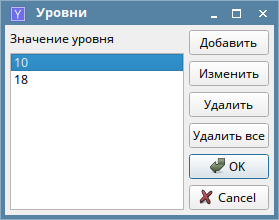 Уровни
Значение уровня
10
18
Добавить
Изменить
Удалить
Удалить все
OK
Cancel